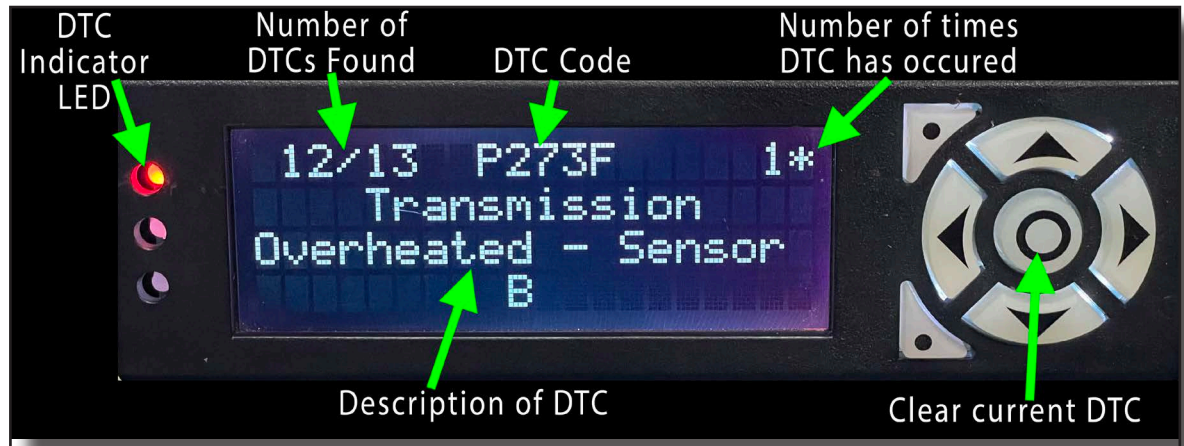 DTC
Indicator
LED
Number of
DTCs Found
DTC Code
Number of times
DTC has occured
12/13 P273F 1*
Transmission
Overheated - Sensor
B
Description of DTC
Clear current DTC